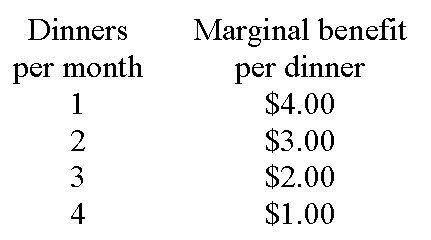 Dinners Marginal benefit
per month per dinner
1 $4.00
2 $3.00
3 $2.00
4 $1.00